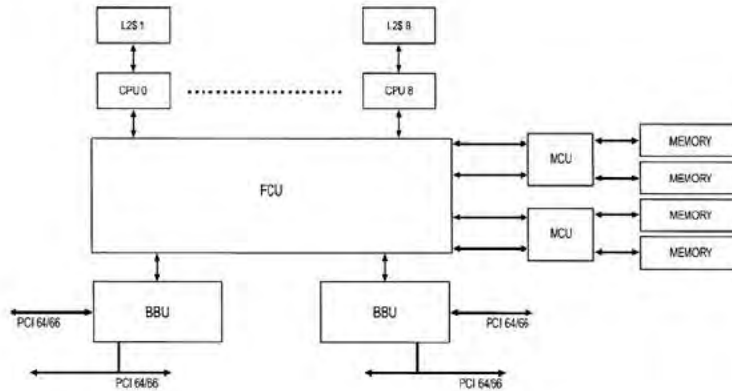 L2$ 1
L2$ 8
CPU 0
CPU 8
MEMORY
MCU
MEMORY
FCU
MEMORY
MCU
MEMORY
BBU
BBU
PCI 64/66
PCI 64/66
PCI 64/66
PCI 64/66